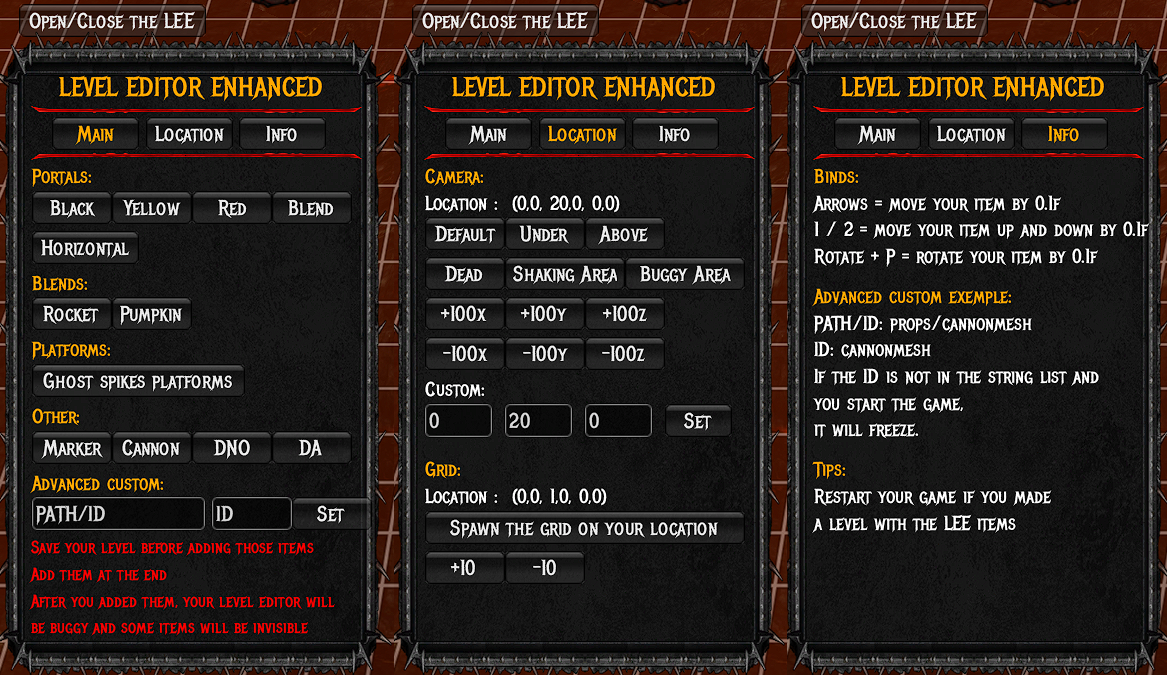 Open/Close the LEE
LEVEL EDITOR ENHANCED
Main Location Info
Portals:
Black Yellow Red Blend
Horizontal
Blends:
Rocket Pumpkin
Platforms:
Ghost spikes platforms
Other:
Marker Cannon DNO DA
Advanced custom:
PATH/ID ID Set
Save your level before adding those items
Add them at the end
After you added them, your level editor will
be buggy and some items will be invisible
Open/Close the LEE
LEVEL EDITOR ENHANCED
Main Location Info
Camera:
Location : (0,0, 20,0, 0,0)
Default Under Above
Dead Shaking Area Buggy Area
+100x +100y +100z
-100x -100y -100z
Custom:
0 20 0 Set
Grid:
Location : (0,0, 1,0, 0,0)
Spawn the grid on your location
+10 -10
Open/Close the LEE
LEVEL EDITOR ENHANCED
Main Location Info
Binds:
Arrows = move your item by 0.1f
1 / 2 = move your item up and down by 0.1f
Rotate + P = rotate your item by 0.1f
Advanced custom exemple:
PATH/ID: props/cannonmesh
ID: cannonmesh
If the ID is not in the string list and
you start the game,
it will freeze.
Tips:
Restart your game if you made
a level with the LEE items